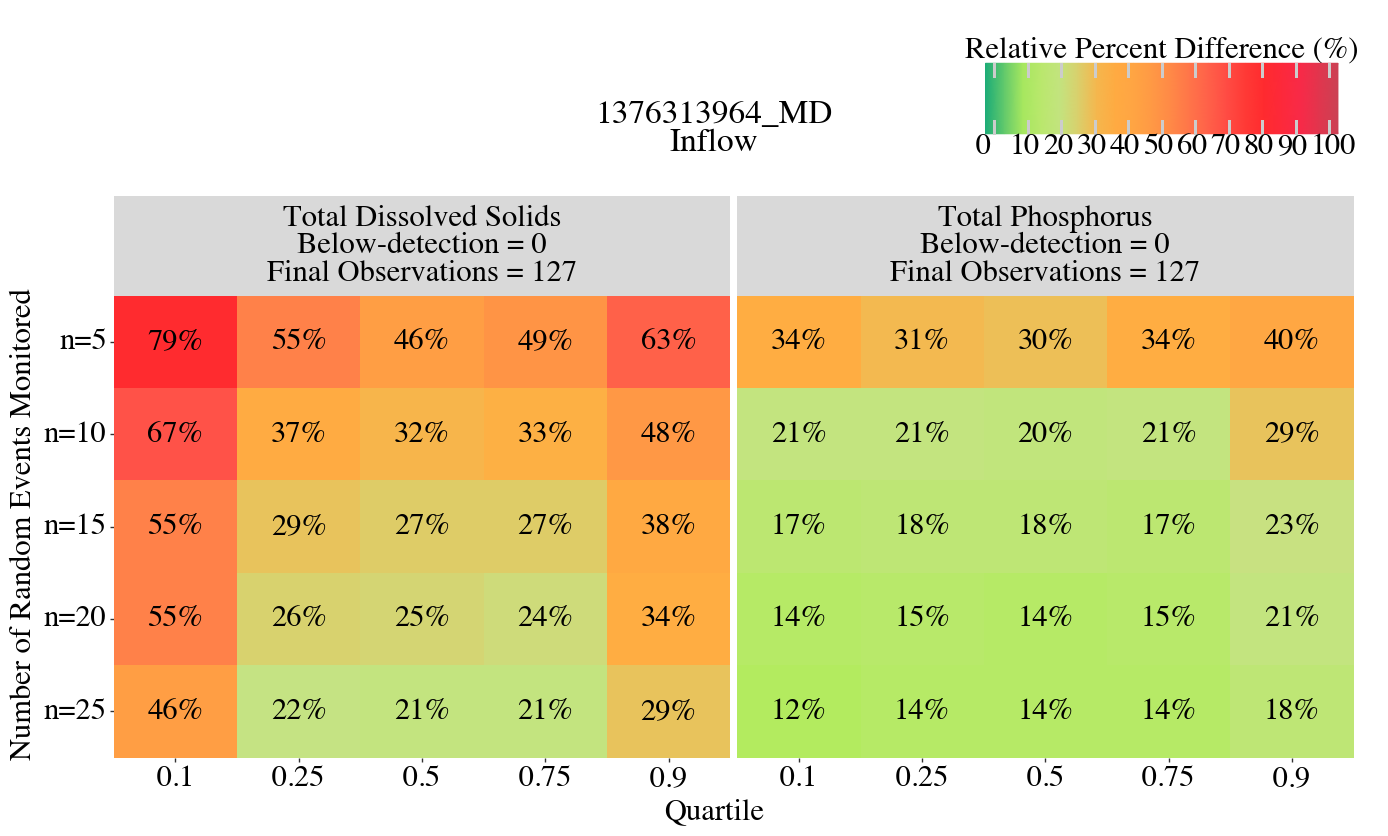 Relative Percent Difference (%)
0 10 20 30 40 50 60 70 80 90 100
1376313964_MD
Inflow
Total Dissolved Solids
Below-detection = 0
Final Observations = 127
Total Phosphorus
Below-detection = 0
Final Observations = 127
Number of Random Events Monitored
n=5 79% 55% 46% 49% 63% 34% 31% 30% 34% 40%
n=10 67% 37% 32% 33% 48% 21% 21% 20% 21% 29%
n=15 55% 29% 27% 27% 38% 17% 18% 18% 17% 23%
n=20 55% 26% 25% 24% 34% 14% 15% 14% 15% 21%
n=25 46% 22% 21% 21% 29% 12% 14% 14% 14% 18%
0.1 0.25 0.5 0.75 0.9 0.1 0.25 0.5 0.75 0.9
Quartile